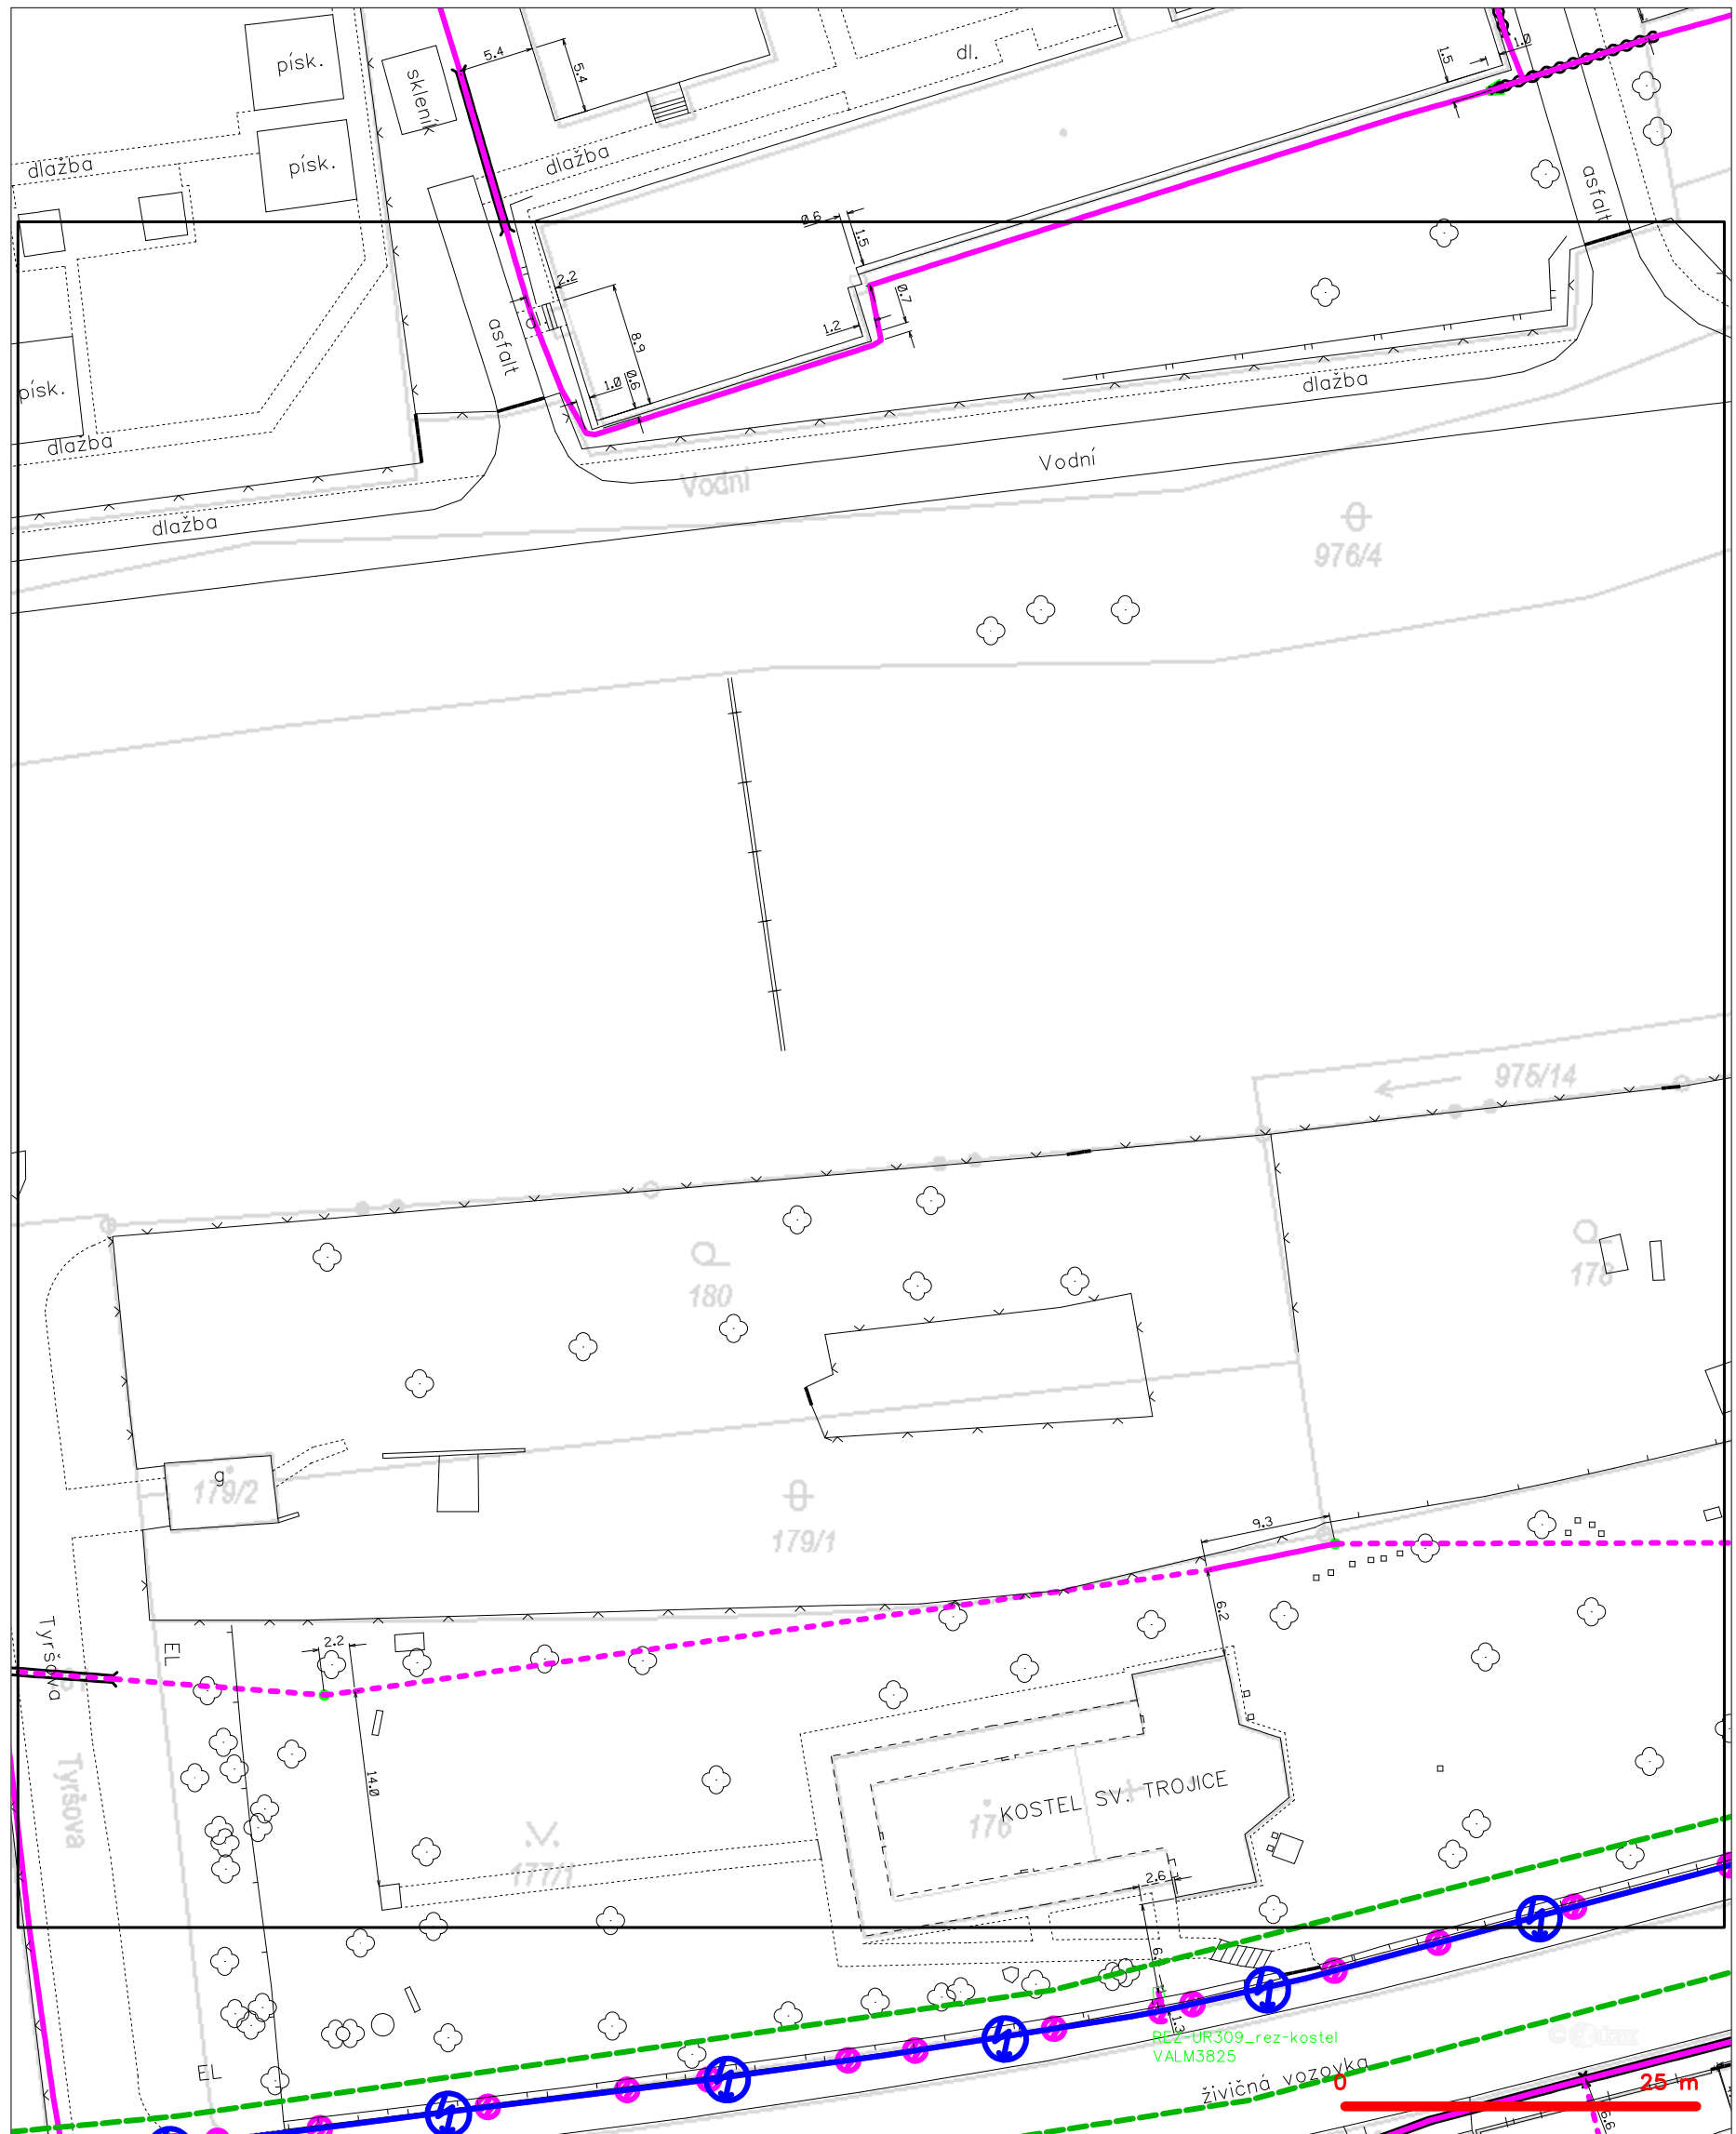 písk.
skleník
5.4
5.4
dl.
1.5
1.0
dlažba
písk.
dlažba
asfalt
0.6
1.5
2.2
0.7
asfalt
8.9
1.2
1.0
0.6
písk.
dlažba
dlažba
Vodní
Vodní
dlažba
976/4
975/14
180
178
g
179/2
179/1
9.3
6.2
Tyršova
EL
2.2
14.0
Tyršova
KOSTEL SV. TROJICE
176
177/1
2.6
1.3
REZ-UR309_rez-kostel
VALM3825
EL
živičná vozovka
0
25 m
6.6